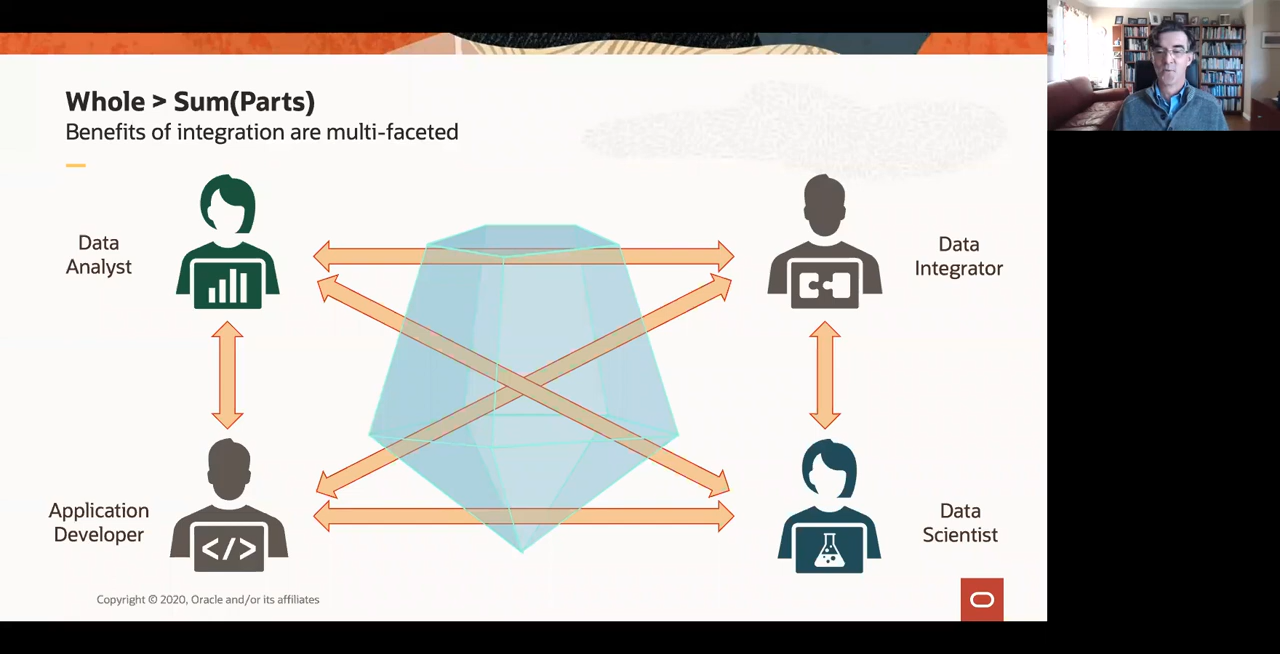 Whole > Sum(Parts)
Benefits of integration are multi-faceted
Data
Analyst
Data
Integrator
Application
Developer
</>
Data
Scientist
Copyright © 2020, Oracle and/or its affiliates